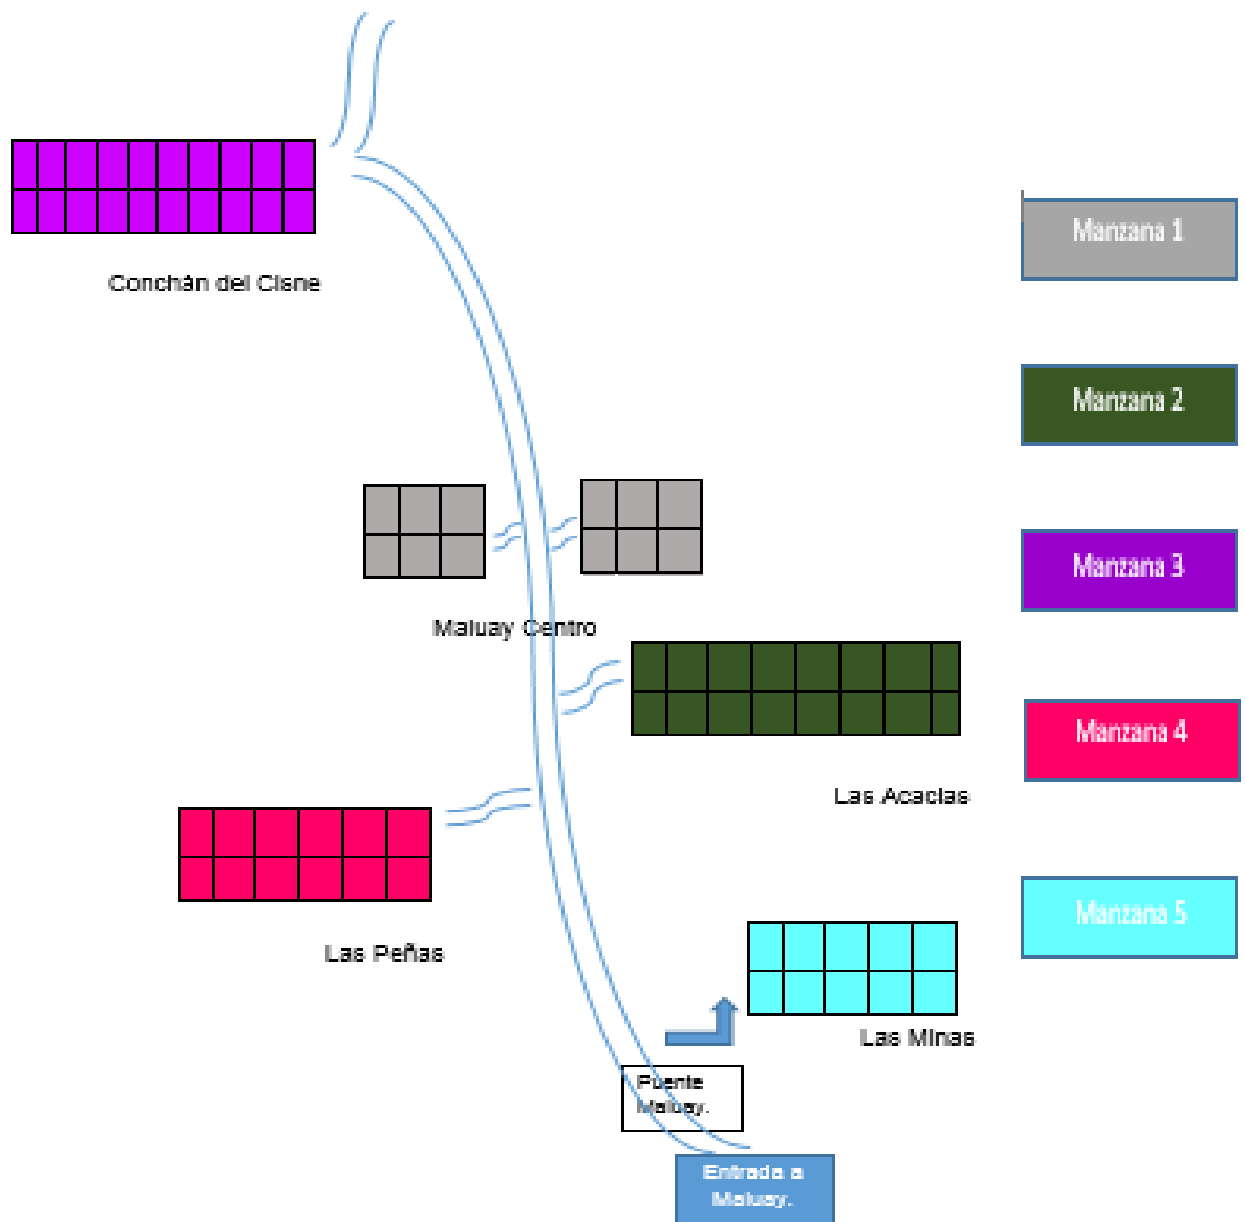 Manzana 1
Conchán del Cisne
Manzana 2
Manzana 3
Maluay Centro
Manzana 4
Las Acacias
Manzana 5
Las Peñas
Las Minas
Puente
Maluay.
Entrada a
Maluay.